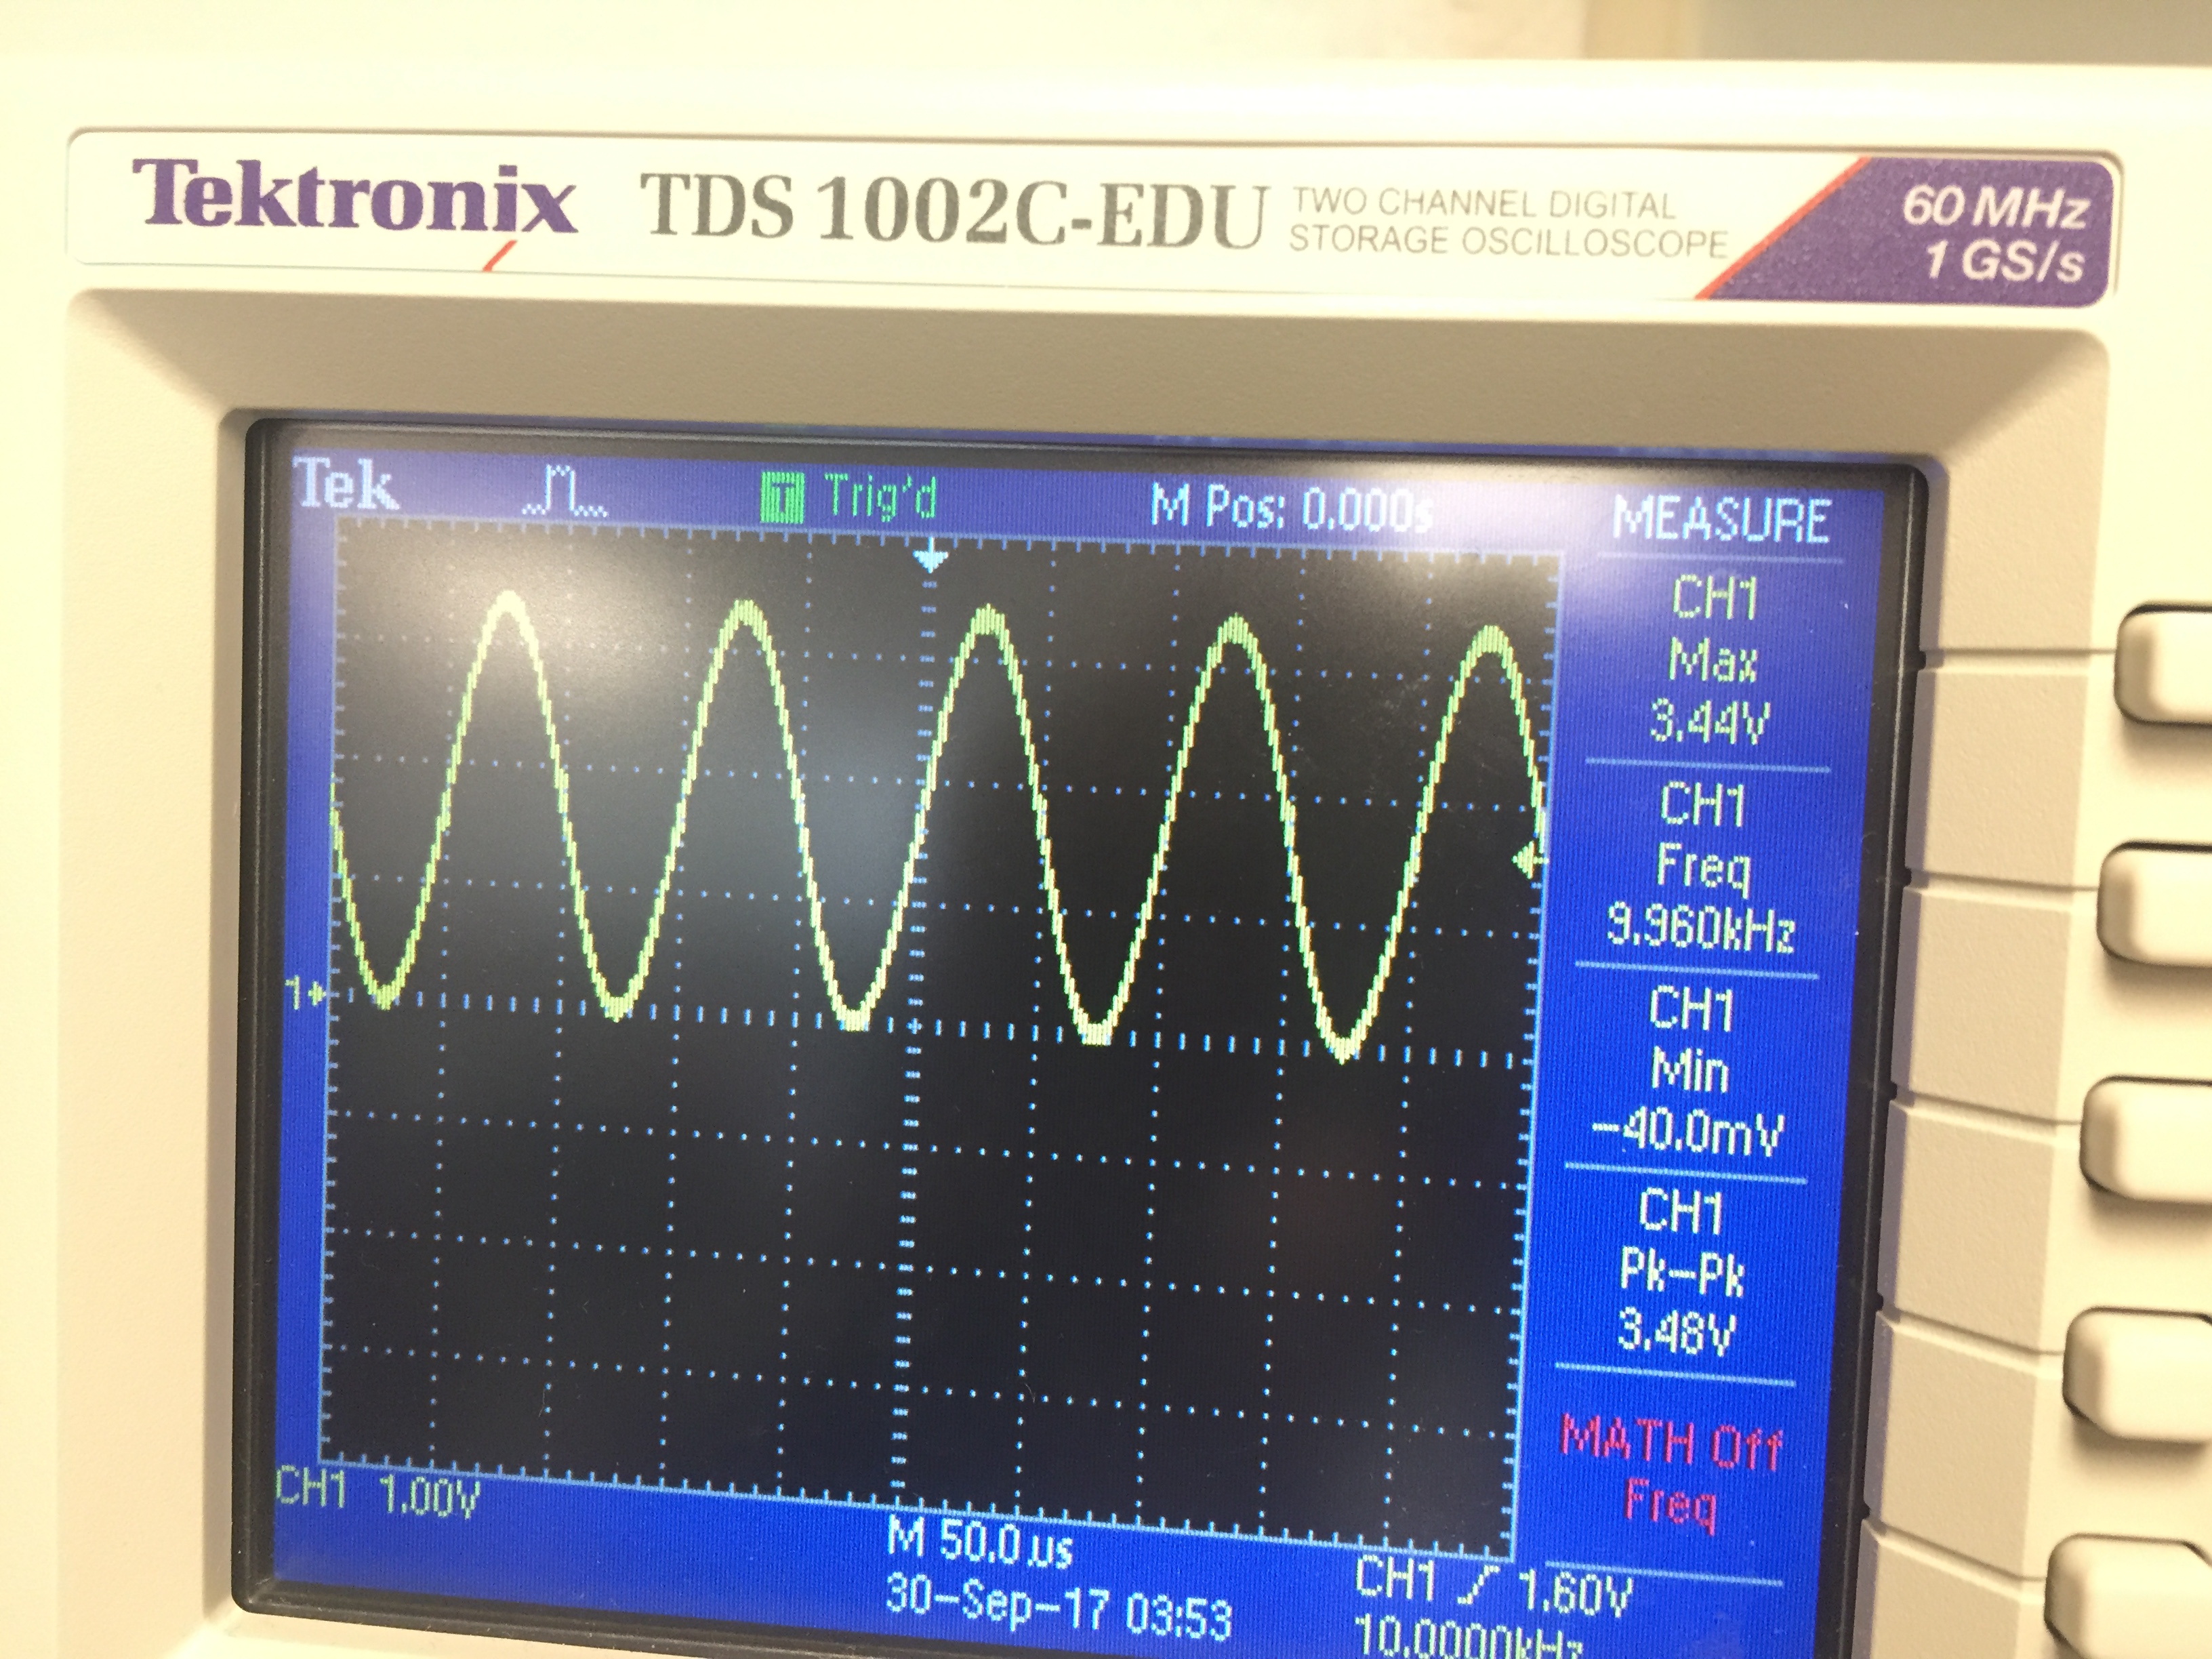 Tektronix TDS 1002C-EDU TWO CHANNEL DIGITAL
STORAGE OSCILLOSCOPE
60 MHz
1 GS/s
Tek T Trig'd M Pos: 0.000s MEASURE
CH1
Max
3.44V
CH1
Freq
9.960kHz
1
CH1
Min
-40.0mV
CH1
Pk-Pk
3.48V
MATH Off
Freq
CH1 1.00V
M 50.0µs
CH1 1.60V
30-Sep-17 03:53
10.0000kHz